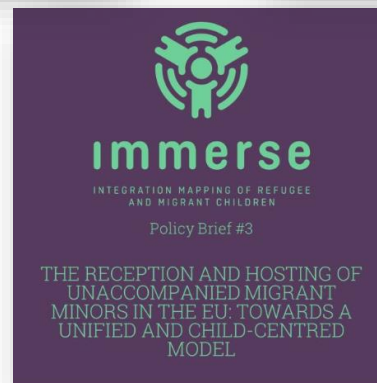 immerse
INTEGRATION MAPPING OF REFUGEE
AND MIGRANT CHILDREN
Policy Brief #3
THE RECEPTION AND HOSTING OF
UNACCOMPANIED MIGRANT
MINORS IN THE EU: TOWARDS A
UNIFIED AND CHILD-CENTRED
MODEL